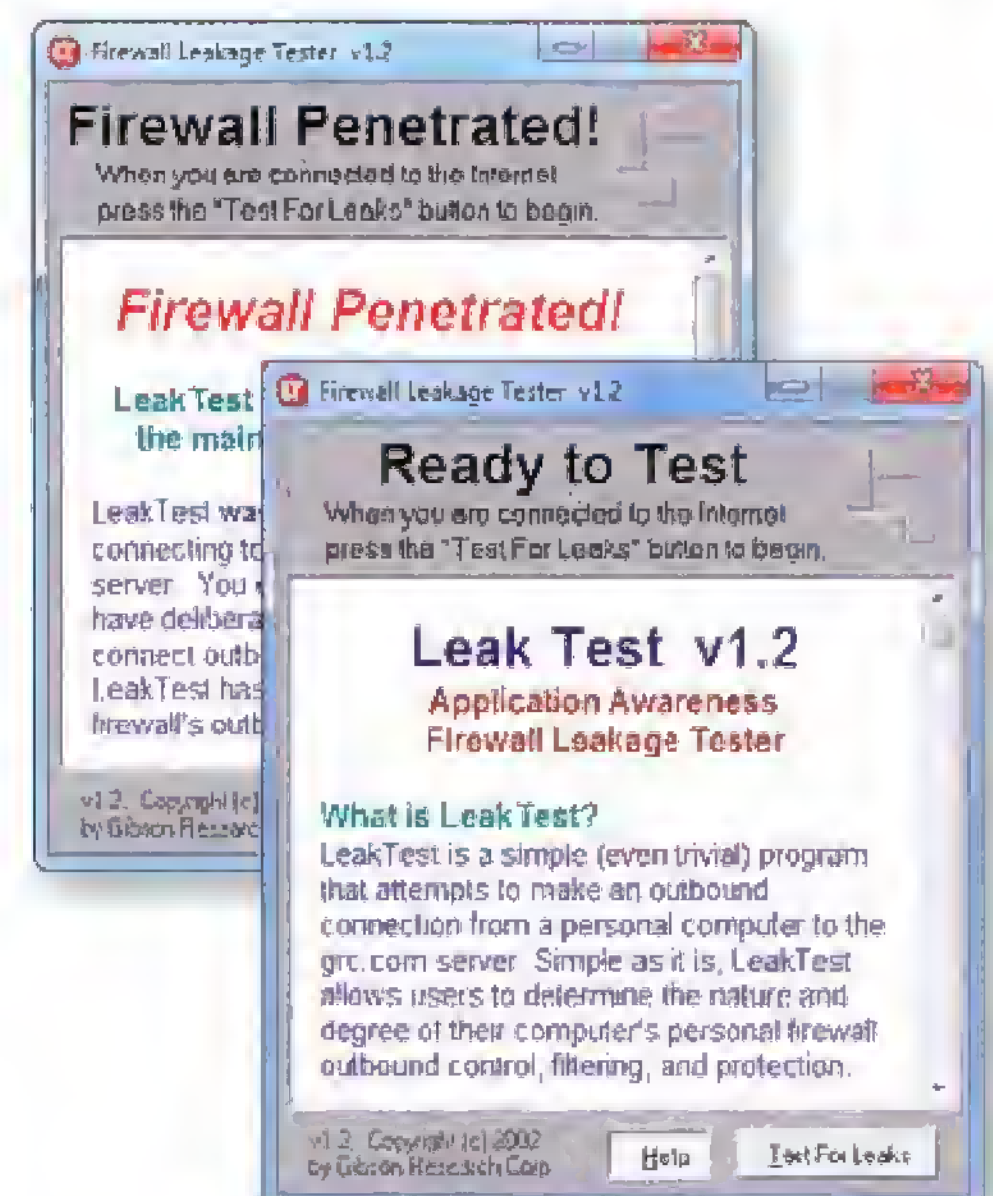 Firewall Leakage Tester v1.2
Firewall Penetrated!
When you are connected to the Internet
press the "Test For Leaks" button to begin.
Firewall Penetrated!
LeakTest
the main
LeakTest was
connecting to
server. You
have delibera
connect outb
LeakTest has
firewall's outb
v1.2. Copyright (c)
by Gibson Researc
Firewall Leakage Tester v1.2
Ready to Test
When you are connected to the Internet
press the "Test For Leaks" button to begin.
Leak Test v1.2
Application Awareness
Firewall Leakage Tester
What is LeakTest?
LeakTest is a simple (even trivial) program
that attempts to make an outbound
connection from a personal computer to the
grc.com server. Simple as it is, LeakTest
allows users to determine the nature and
degree of their computer's personal firewall
outbound control, filtering, and protection.
v1.2. Copyright (c) 2002
by Gibson Research Corp
Help
Test For Leaks